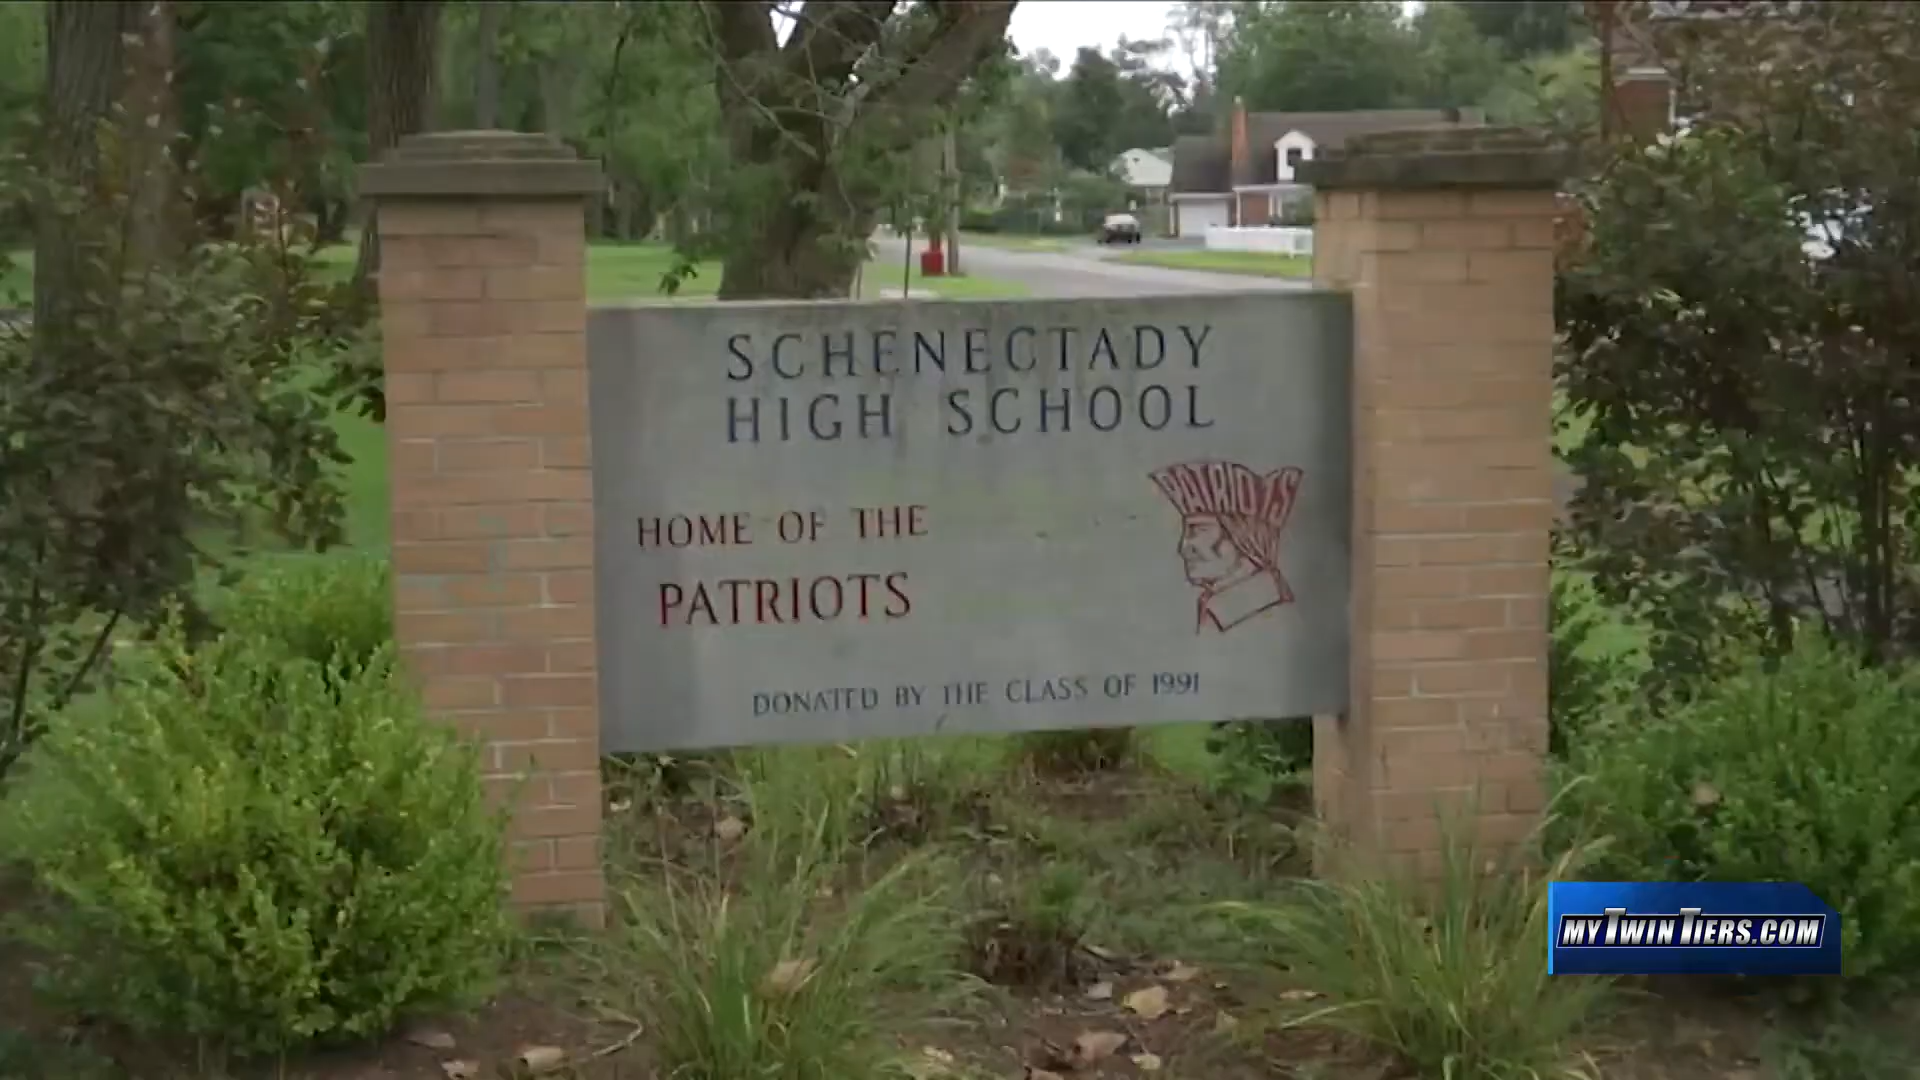 SCHENECTADY
HIGH SCHOOL
PATRIOTS
HOME OF THE
PATRIOTS
DONATED BY THE CLASS OF 1991
MYTWINTIERS.COM